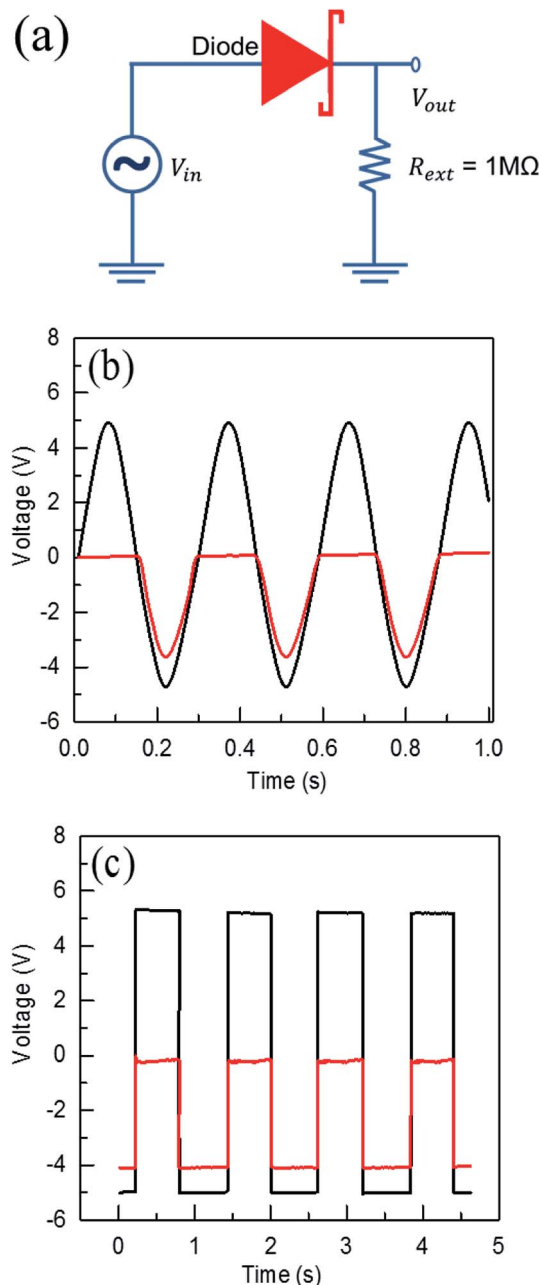 (a)
Diode
V_out
V_in
R_ext = 1MΩ
(b)
8
6
4
2
0
-2
-4
-6
Voltage (V)
0.0 0.2 0.4 0.6 0.8 1.0
Time (s)
(c)
8
6
4
2
0
-2
-4
-6
Voltage (V)
0 1 2 3 4 5
Time (s)